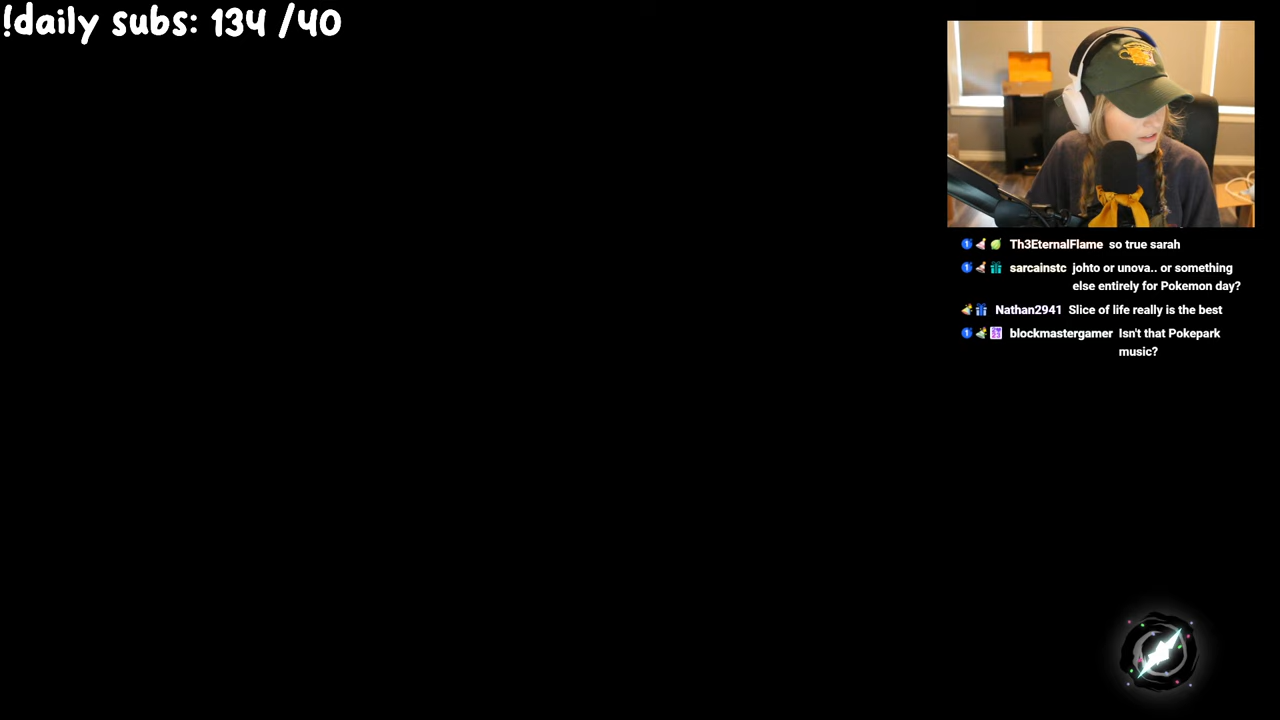 !daily subs: 134 /40
Th3EternalFlame so true sarah
sarcainstc johto or unova.. or something
else entirely for Pokemon day?
Nathan2941 Slice of life really is the best
blockmastergamer Isn't that Pokepark
music?